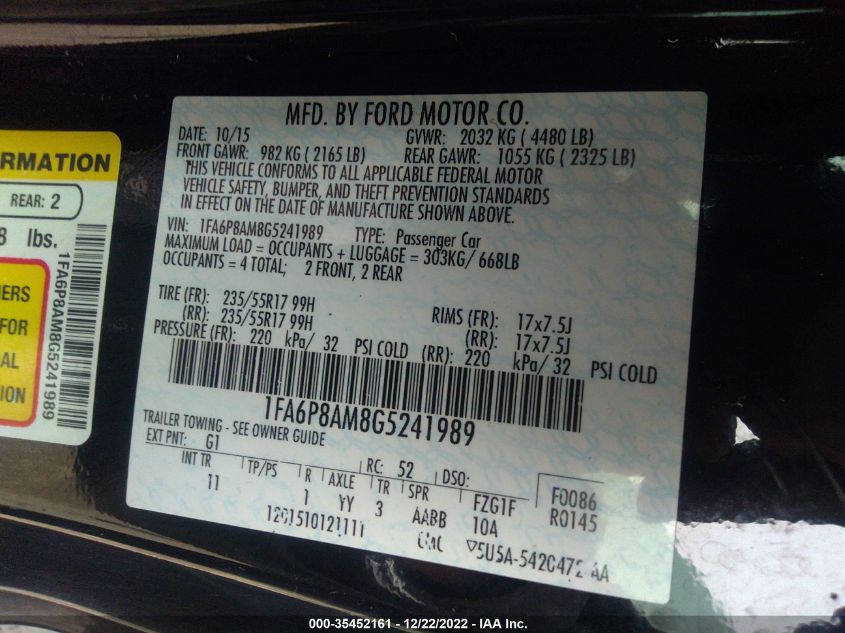 MFD. BY FORD MOTOR CO.
DATE: 10/15 GVWR: 2032 KG ( 4480 LB)
FRONT GAWR: 982 KG ( 2165 LB) REAR GAWR: 1055 KG ( 2325 LB)
THIS VEHICLE CONFORMS TO ALL APPLICABLE FEDERAL MOTOR
VEHICLE SAFETY, BUMPER, AND THEFT PREVENTION STANDARDS
IN EFFECT ON THE DATE OF MANUFACTURE SHOWN ABOVE.
VIN: 1FA6P8AM8G5241989 TYPE: Passenger Car
MAXIMUM LOAD = OCCUPANTS + LUGGAGE = 303KG/ 668LB
OCCUPANTS = 4 TOTAL; 2 FRONT, 2 REAR
TIRE (FR): 235/55R17 99H RIMS (FR): 17x7.5J
(RR): 235/55R17 99H (RR): 17x7.5J
PRESSURE (FR): 220 kPa/ 32 PSI COLD (RR): 220 kPa/ 32 PSI COLD
1FA6P8AM8G5241989
TRAILER TOWING - SEE OWNER GUIDE
EXT PNT: G1 RC: 52 DSO:
INT TR TP/PS R AXLE TR SPR FZG1F F0086
11 1 YY 3 AABB 10A R0145
CMC
RMATION
REAR: 2
8 lbs.
1FA6P8AM8G5241989
ERS
FOR
AL
ION
000-35452161 - 12/22/2022 - IAA Inc.